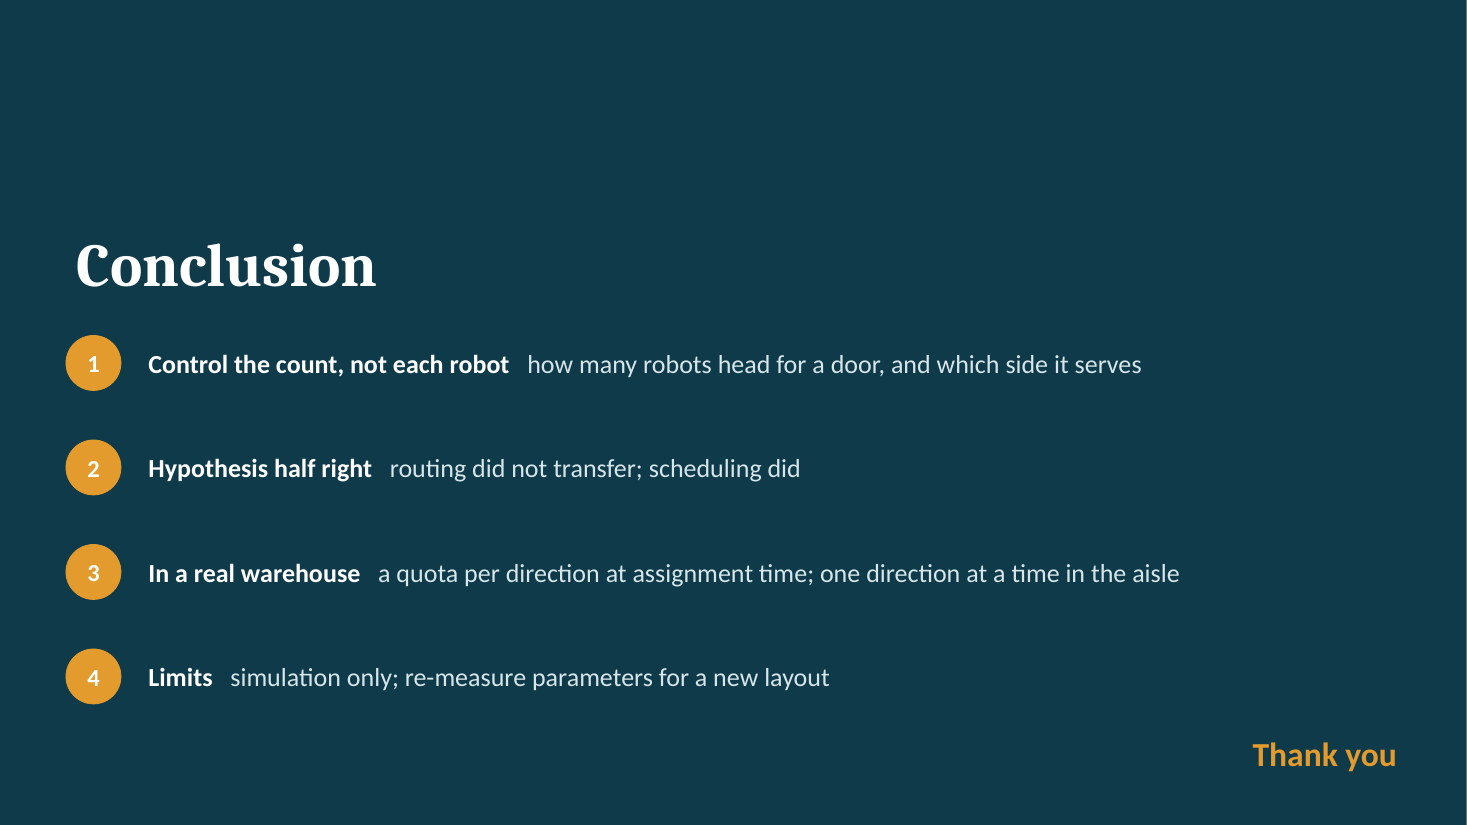 Conclusion
1 Control the count, not each robot how many robots head for a door, and which side it serves
2 Hypothesis half right routing did not transfer; scheduling did
3 In a real warehouse a quota per direction at assignment time; one direction at a time in the aisle
4 Limits simulation only; re-measure parameters for a new layout
Thank you